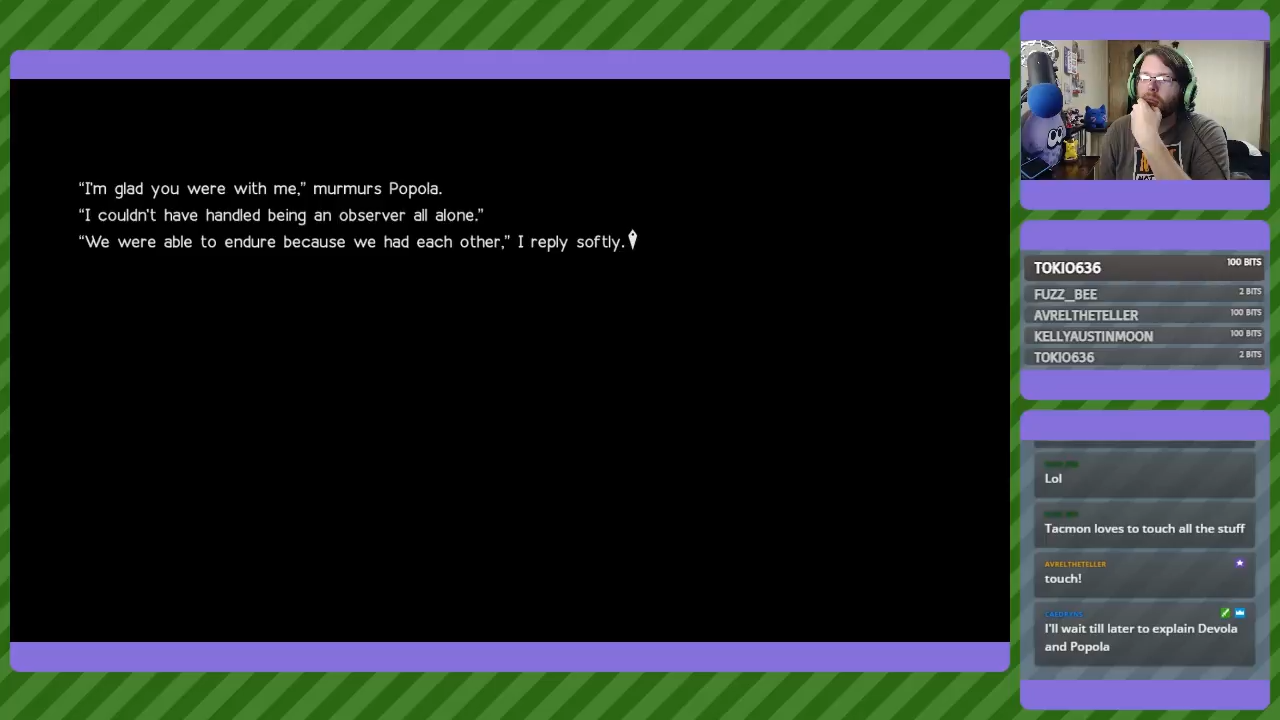 “I'm glad you were with me,” murmurs Popola.
“I couldn't have handled being an observer all alone.”
“We were able to endure because we had each other,” I reply softly.
TOKIO636 100 BITS
FUZZ__BEE 2 BITS
AVRELTHETELLER 100 BITS
KELLYAUSTINMOON 100 BITS
TOKIO636 2 BITS
Lol
Tacmon loves to touch all the stuff
AVRELTHETELLER
touch!
I'll wait till later to explain Devola
and Popola